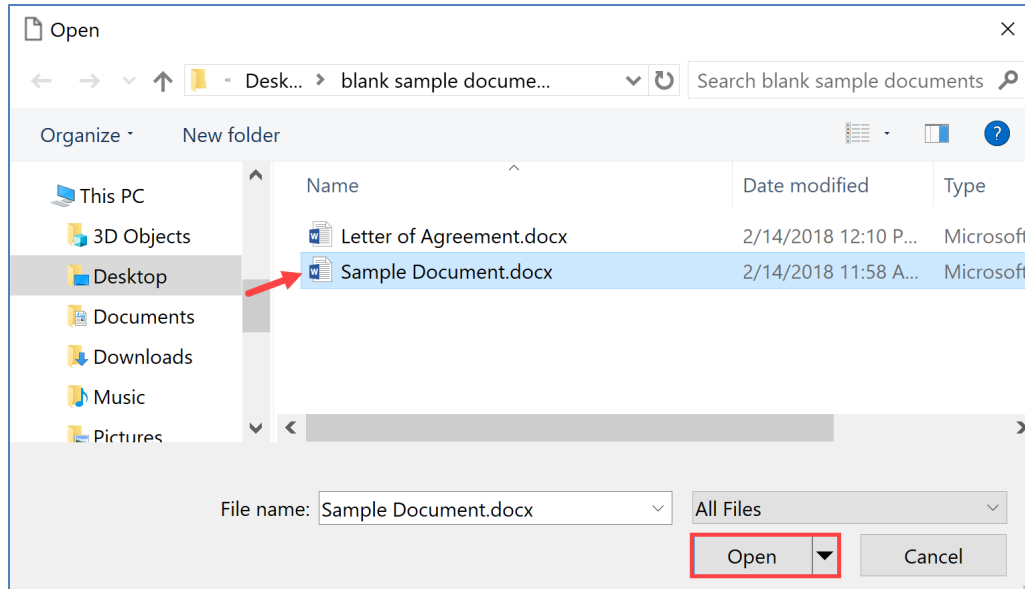 Open
« Desk... > blank sample docume...
Search blank sample documents
Organize
New folder
?
Name
Date modified
Type
This PC
3D Objects
Desktop
Documents
Downloads
Music
Pictures
Letter of Agreement.docx
2/14/2018 12:10 P...
Microsoft
Sample Document.docx
2/14/2018 11:58 A...
Microsoft
File name:
Sample Document.docx
All Files
Open
Cancel